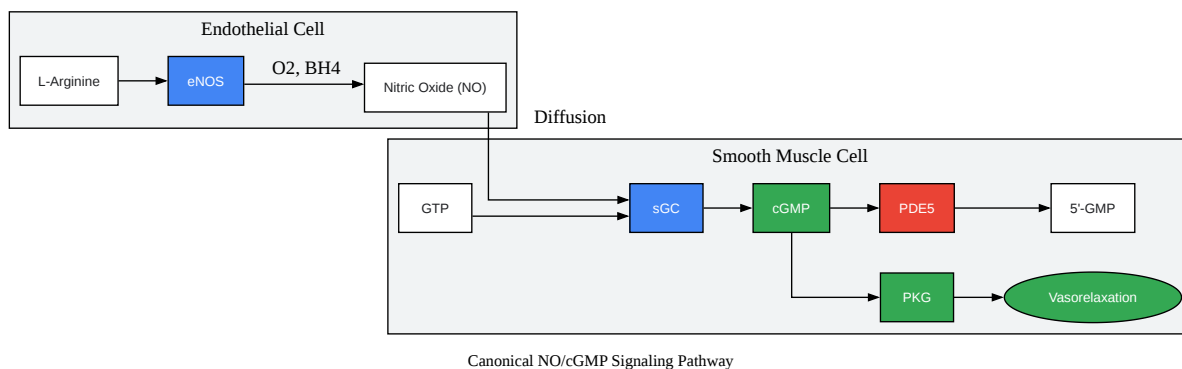 Endothelial Cell
L-Arginine
eNOS
O2, BH4
Nitric Oxide (NO)
Diffusion
Smooth Muscle Cell
GTP
sGC
cGMP
PDE5
5'-GMP
PKG
Vasorelaxation
Canonical NO/cGMP Signaling Pathway